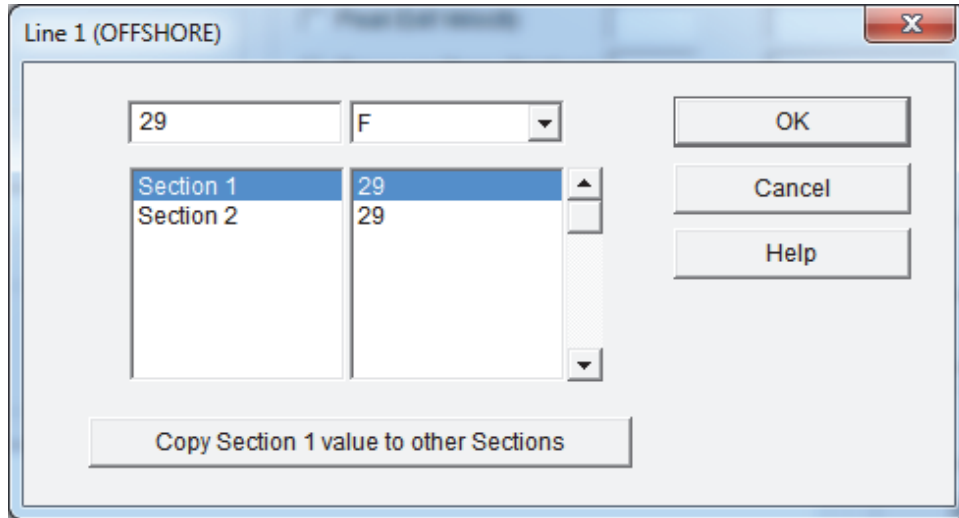 Line 1 (OFFSHORE)
29 F
OK
Section 1 29
Section 2 29
Cancel
Help
Copy Section 1 value to other Sections